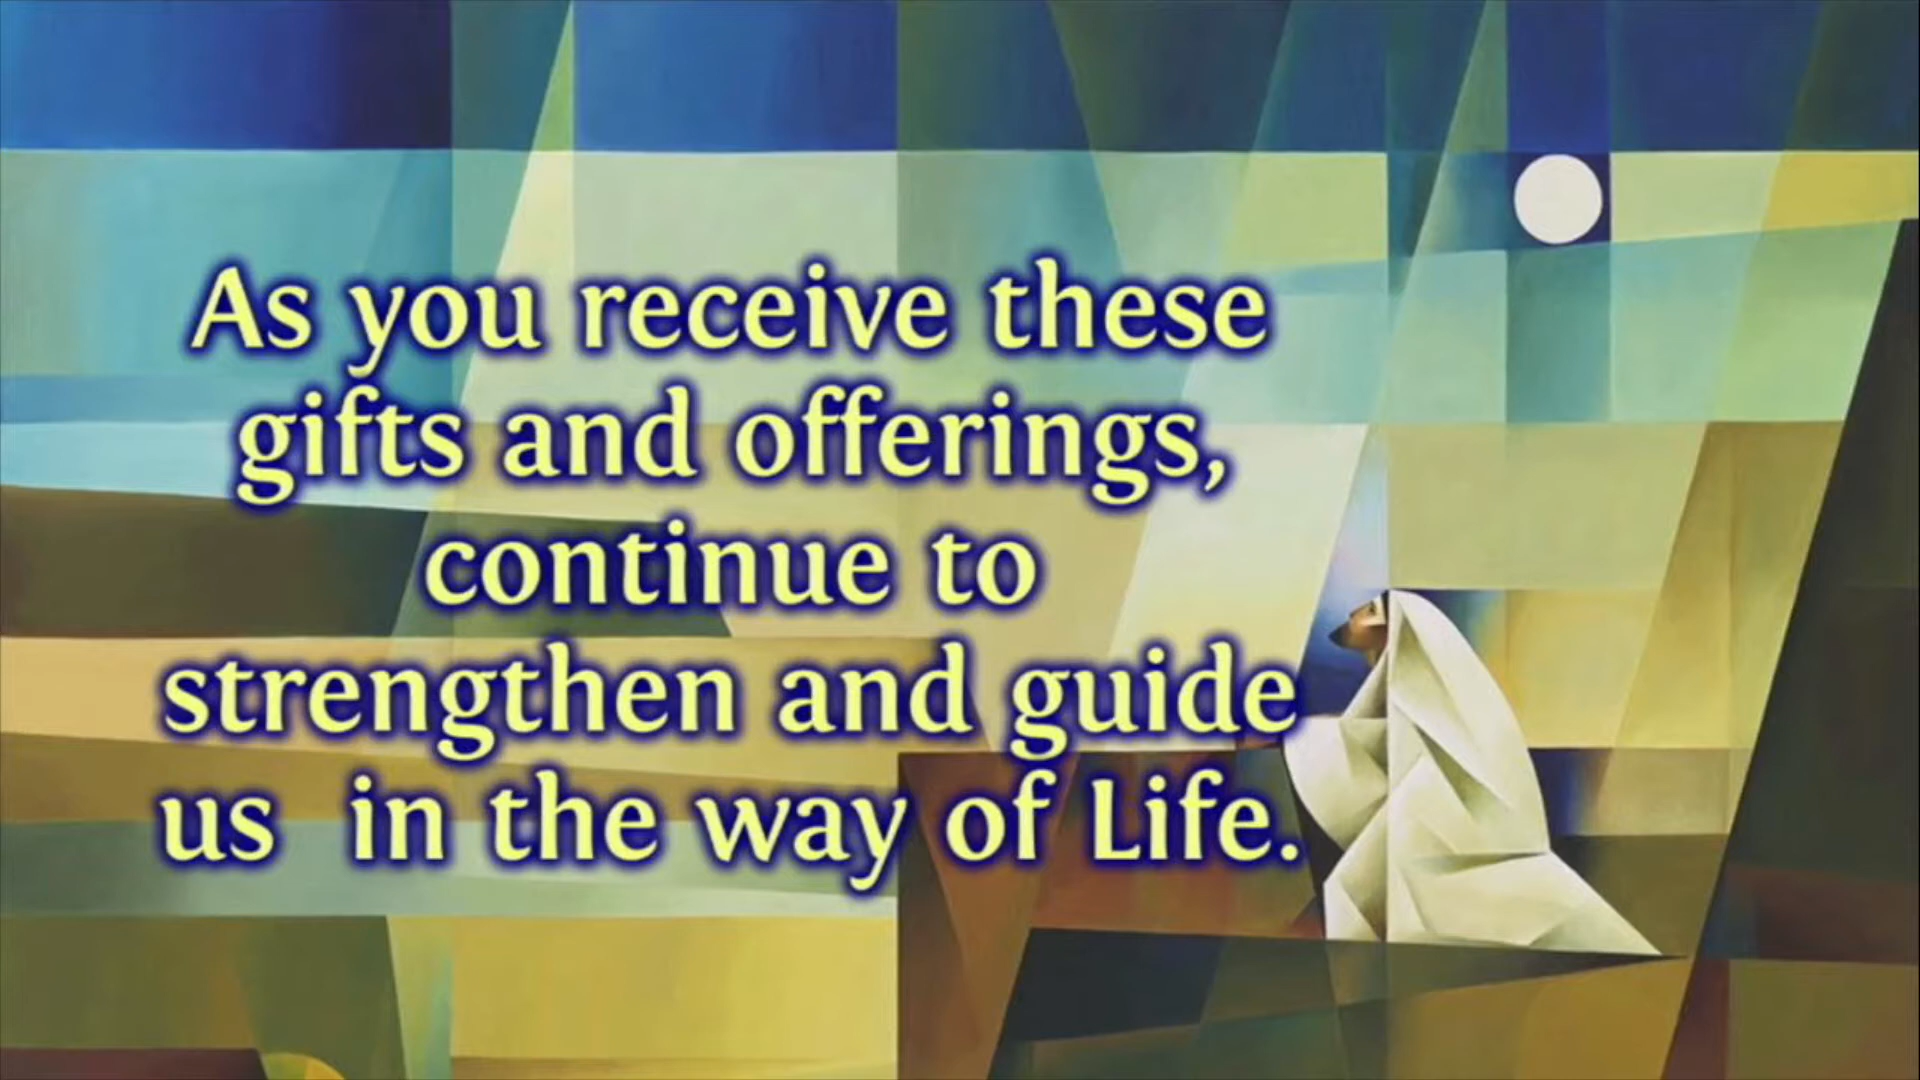 As you receive these
gifts and offerings,
continue to
strengthen and guide
us  in the way of Life.